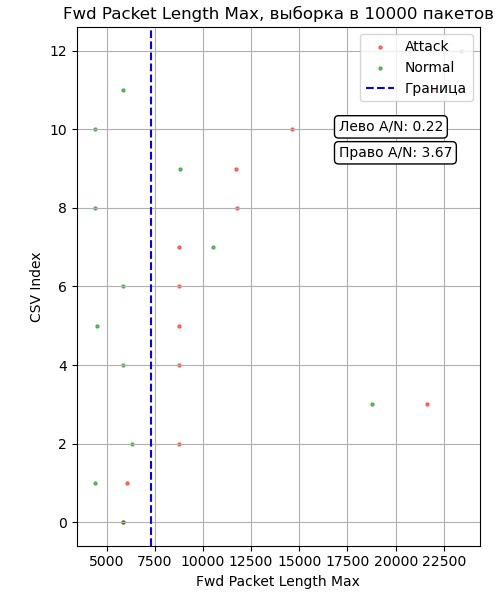 Fwd Packet Length Max, выборка в 10000 пакетов
12
Attack
Normal
Граница
10
Лево A/N: 0.22
Право A/N: 3.67
8
CSV Index
6
4
2
0
5000 7500 10000 12500 15000 17500 20000 22500
Fwd Packet Length Max